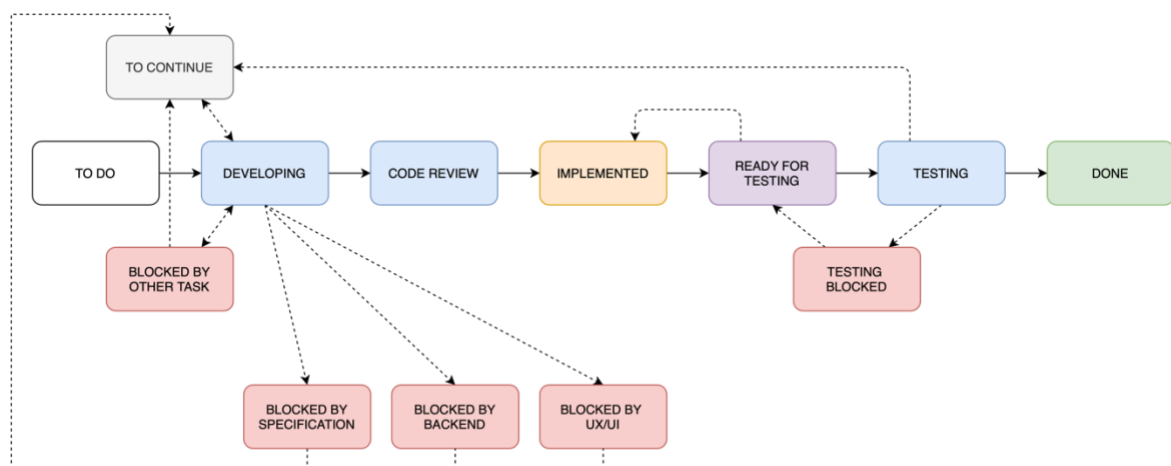 TO CONTINUE
TO DO
DEVELOPING
CODE REVIEW
IMPLEMENTED
READY FOR
TESTING
TESTING
DONE
BLOCKED BY
OTHER TASK
TESTING
BLOCKED
BLOCKED BY
SPECIFICATION
BLOCKED BY
BACKEND
BLOCKED BY
UX/UI